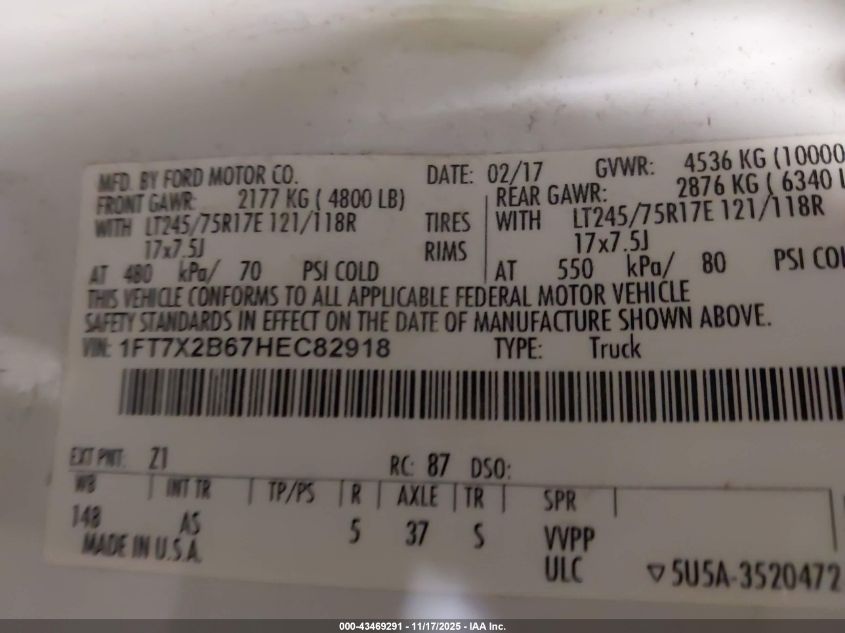 MFD. BY FORD MOTOR CO. DATE: 02/17 GVWR: 4536 KG (10000
FRONT GAWR: 2177 KG ( 4800 LB) REAR GAWR: 2876 KG ( 6340 L
WITH LT245/75R17E 121/118R TIRES WITH LT245/75R17E 121/118R
17x7.5J RIMS 17x7.5J
AT 480 kPa/ 70 PSI COLD AT 550 kPa/ 80 PSI COL
THIS VEHICLE CONFORMS TO ALL APPLICABLE FEDERAL MOTOR VEHICLE
SAFETY STANDARDS IN EFFECT ON THE DATE OF MANUFACTURE SHOWN ABOVE.
VIN: 1FT7X2B67HEC82918 TYPE: Truck
EXT PNT: Z1 RC: 87 DSO:
WB INT TR TP/PS R AXLE TR SPR
148 AS 5 37 S VVPP
MADE IN U.S.A. ULC ▽5U5A-3520472
000-43469291 - 11/17/2025 - IAA Inc.